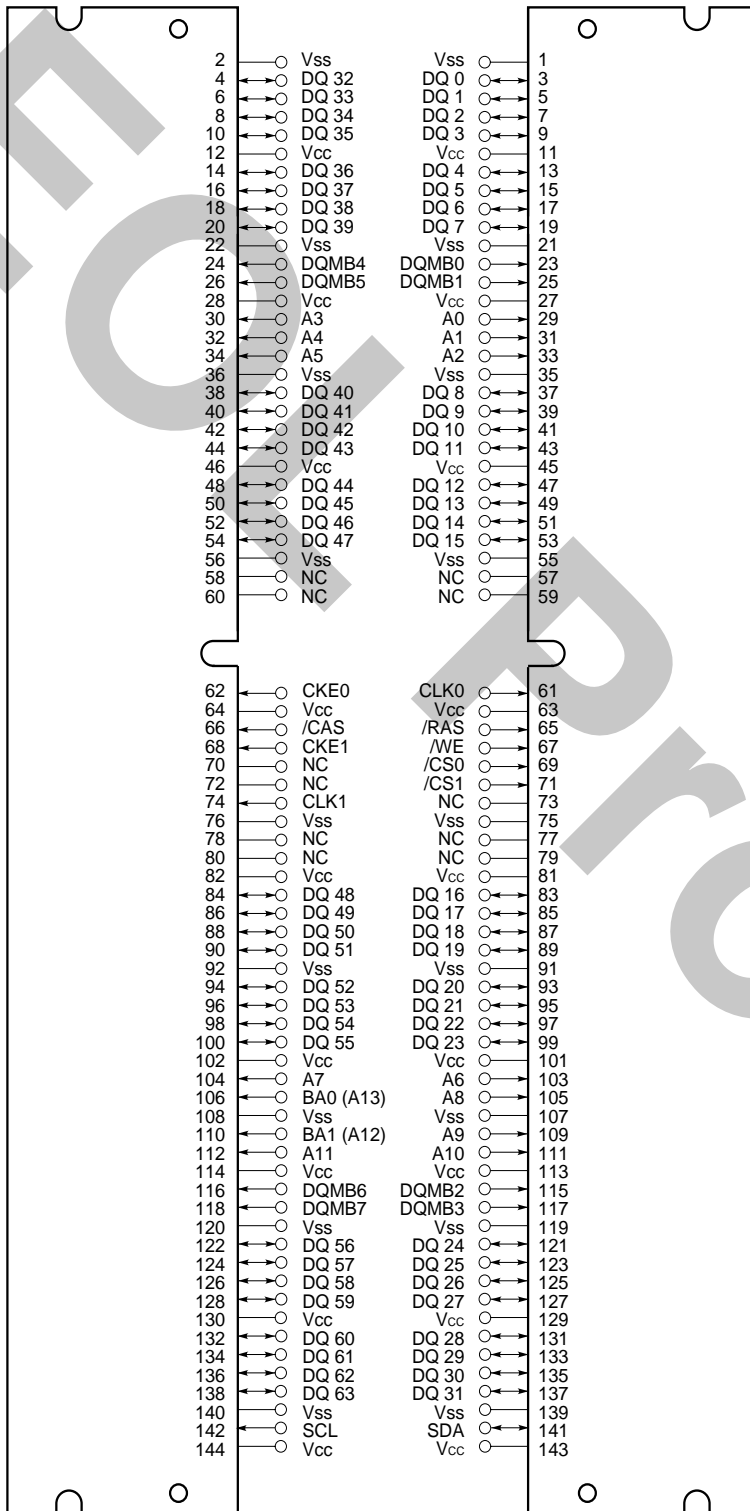 2 Vss Vss 1
4 DQ 32 DQ 0 3
6 DQ 33 DQ 1 5
8 DQ 34 DQ 2 7
10 DQ 35 DQ 3 9
12 Vcc Vcc 11
14 DQ 36 DQ 4 13
16 DQ 37 DQ 5 15
18 DQ 38 DQ 6 17
20 DQ 39 DQ 7 19
22 Vss Vss 21
24 DQMB4 DQMB0 23
26 DQMB5 DQMB1 25
28 Vcc Vcc 27
30 A3 A0 29
32 A4 A1 31
34 A5 A2 33
36 Vss Vss 35
38 DQ 40 DQ 8 37
40 DQ 41 DQ 9 39
42 DQ 42 DQ 10 41
44 DQ 43 DQ 11 43
46 Vcc Vcc 45
48 DQ 44 DQ 12 47
50 DQ 45 DQ 13 49
52 DQ 46 DQ 14 51
54 DQ 47 DQ 15 53
56 Vss Vss 55
58 NC NC 57
60 NC NC 59
62 CKE0 CLK0 61
64 Vcc Vcc 63
66 /CAS /RAS 65
68 CKE1 /WE 67
70 NC /CS0 69
72 NC /CS1 71
74 CLK1 NC 73
76 Vss Vss 75
78 NC NC 77
80 NC NC 79
82 Vcc Vcc 81
84 DQ 48 DQ 16 83
86 DQ 49 DQ 17 85
88 DQ 50 DQ 18 87
90 DQ 51 DQ 19 89
92 Vss Vss 91
94 DQ 52 DQ 20 93
96 DQ 53 DQ 21 95
98 DQ 54 DQ 22 97
100 DQ 55 DQ 23 99
102 Vcc Vcc 101
104 A7 A6 103
106 BA0 (A13) A8 105
108 Vss Vss 107
110 BA1 (A12) A9 109
112 A11 A10 111
114 Vcc Vcc 113
116 DQMB6 DQMB2 115
118 DQMB7 DQMB3 117
120 Vss Vss 119
122 DQ 56 DQ 24 121
124 DQ 57 DQ 25 123
126 DQ 58 DQ 26 125
128 DQ 59 DQ 27 127
130 Vcc Vcc 129
132 DQ 60 DQ 28 131
134 DQ 61 DQ 29 133
136 DQ 62 DQ 30 135
138 DQ 63 DQ 31 137
140 Vss Vss 139
142 SCL SDA 141
144 Vcc Vcc 143
EOL Pro